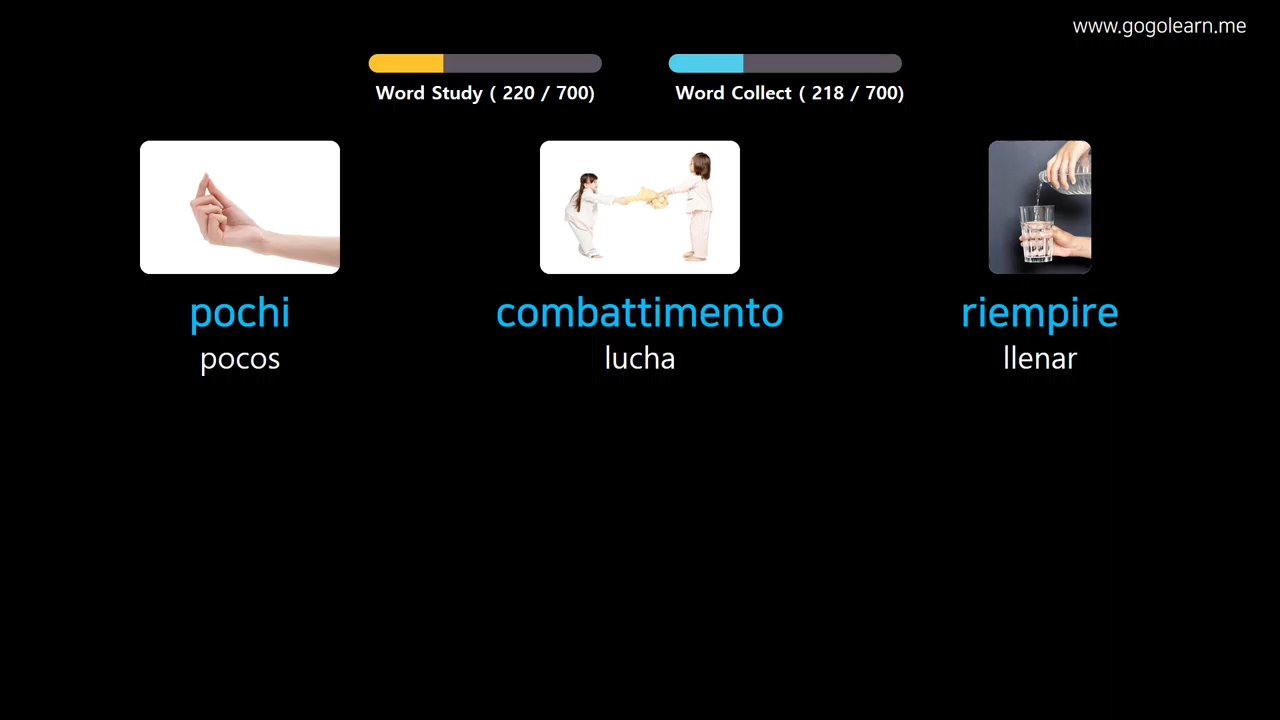 www.gogolearn.me
Word Study ( 220 / 700)
Word Collect ( 218 / 700)
pochi
pocos
combattimento
lucha
riempire
llenar